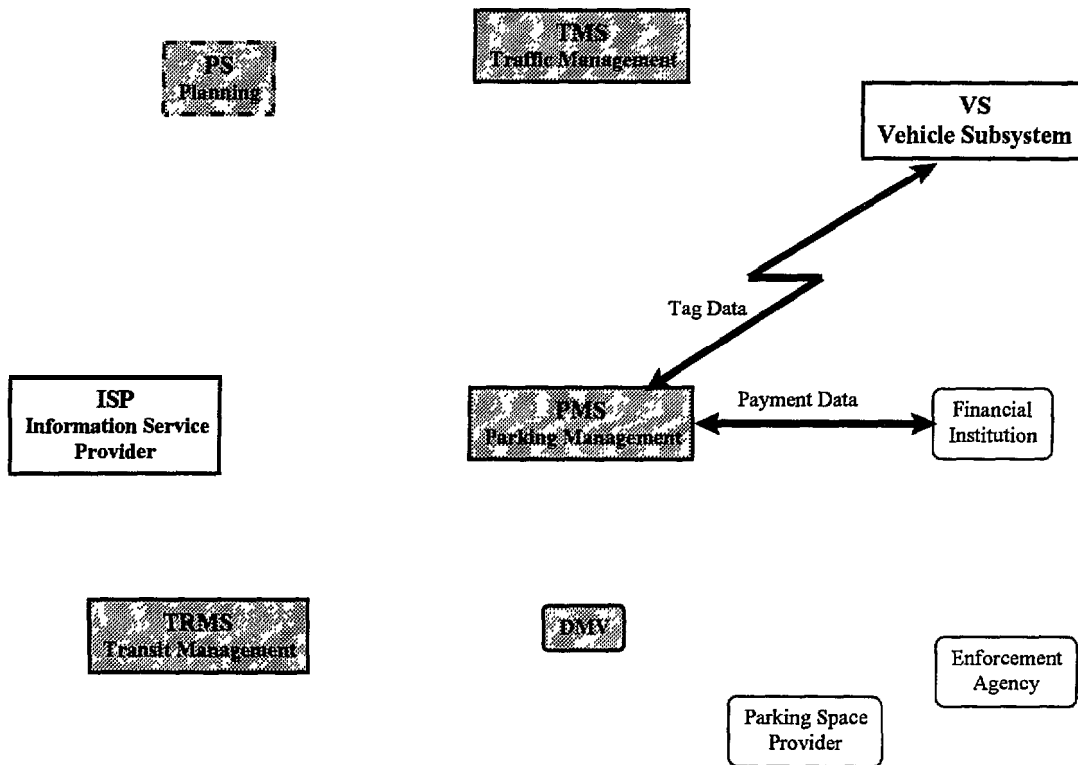 TMS
Traffic Management
PS
Planning
VS
Vehicle Subsystem
Tag Data
ISP
Information Service
Provider
PMS
Parking Management
Payment Data
Financial
Institution
TRMS
Transit Management
DMV
Enforcement
Agency
Parking Space
Provider